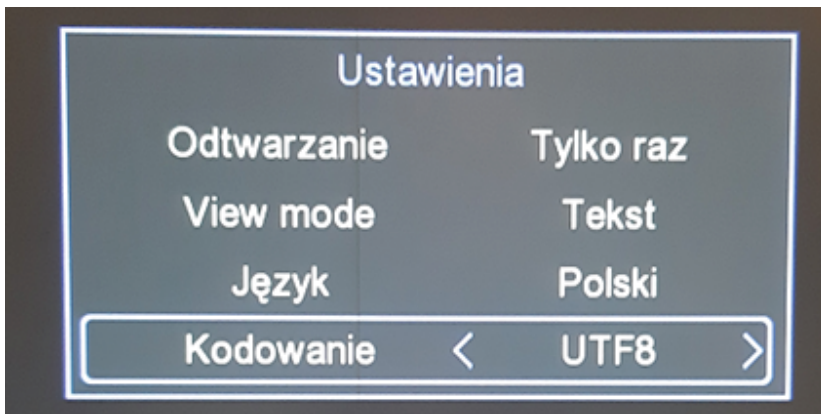 Ustawienia
Odtwarzanie Tylko raz
View mode Tekst
Język Polski
Kodowanie < UTF8 >